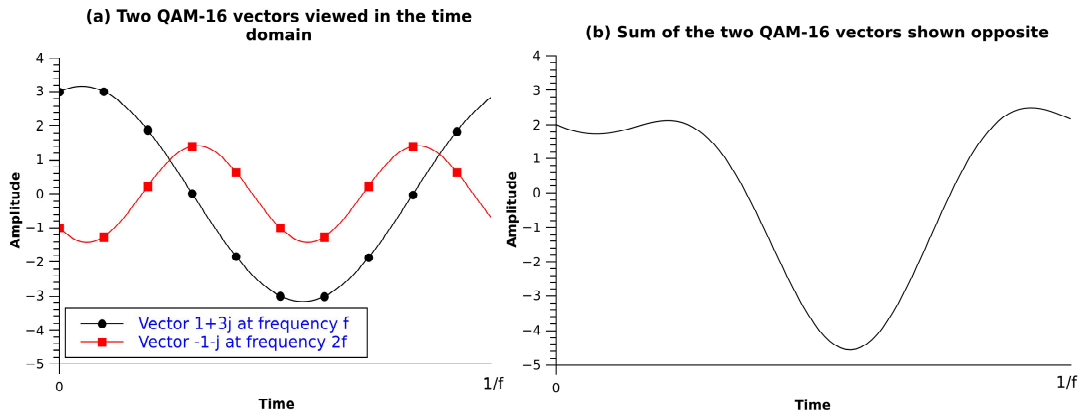 (a) Two QAM-16 vectors viewed in the time
domain
4
3
2
1
0
−1
−2
−3
−4
−5
Amplitude
Vector 1+3j at frequency f
Vector -1-j at frequency 2f
0
1/f
Time
(b) Sum of the two QAM-16 vectors shown opposite
4
3
2
1
0
−1
−2
−3
−4
−5
Amplitude
0
1/f
Time